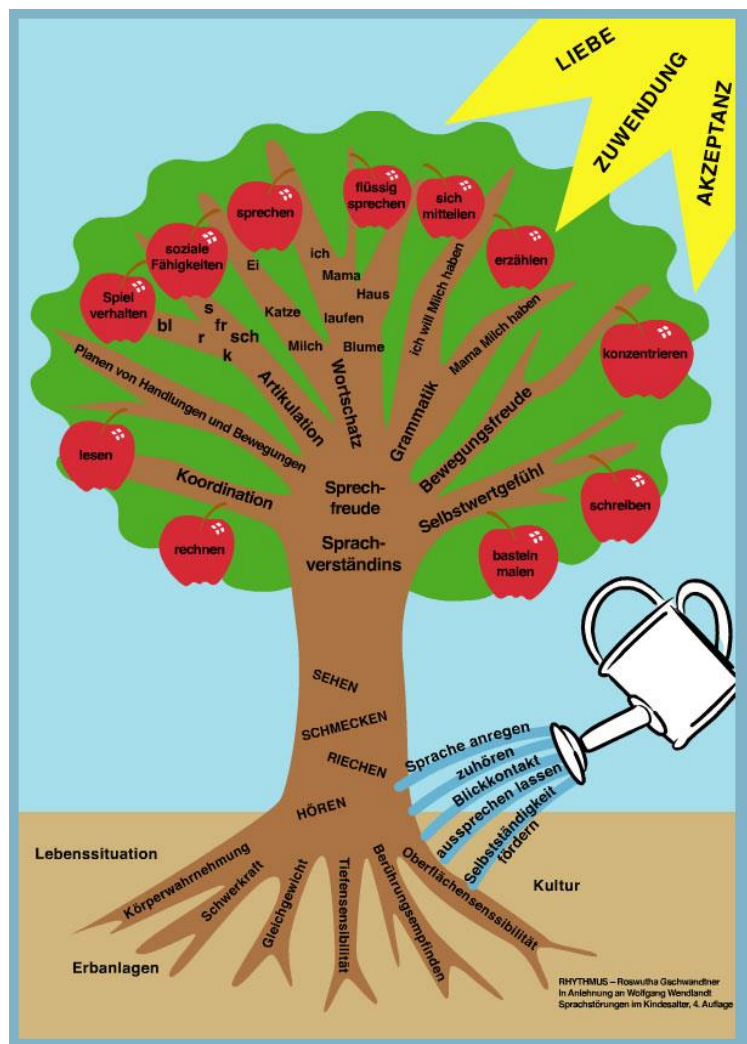 LIEBE
ZUWENDUNG
AKZEPTANZ
flüssig
sprechen
sich
mitteilen
sprechen
soziale
Fähigkeiten
erzählen
Spiel
verhalten
konzentrieren
lesen
schreiben
rechnen
basteln
malen
ich
Ei
Mama
Haus
Katze
laufen
Milch
Blume
s
bl
fr
r
sch
k
ich will Milch haben
Mama Milch haben
Planen von Handlungen und Bewegungen
Artikulation
Wortschatz
Grammatik
Bewegungsfreude
Koordination
Selbstwertgefühl
Sprech-
freude
Sprach-
verständins
SEHEN
SCHMECKEN
RIECHEN
HÖREN
Sprache anregen
zuhören
Blickkontakt
aussprechen lassen
Selbstständigkeit
fördern
Lebenssituation
Kultur
Erbanlagen
Körperwahrnehmung
Schwerkraft
Gleichgewicht
Tiefensensibilität
Berührungsempfinden
Oberflächensenssibilität
RHYTHMUS – Roswutha Gschwandtner
In Anlehnung an Wolfgang Wendlandt
Sprachstörungen im Kindesalter, 4. Auflage